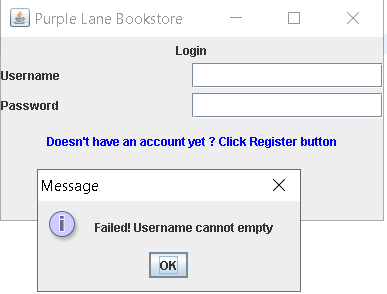 Purple Lane Bookstore
Login
Username
Password
Doesn't have an account yet ? Click Register button
Message
Failed! Username cannot empty
OK